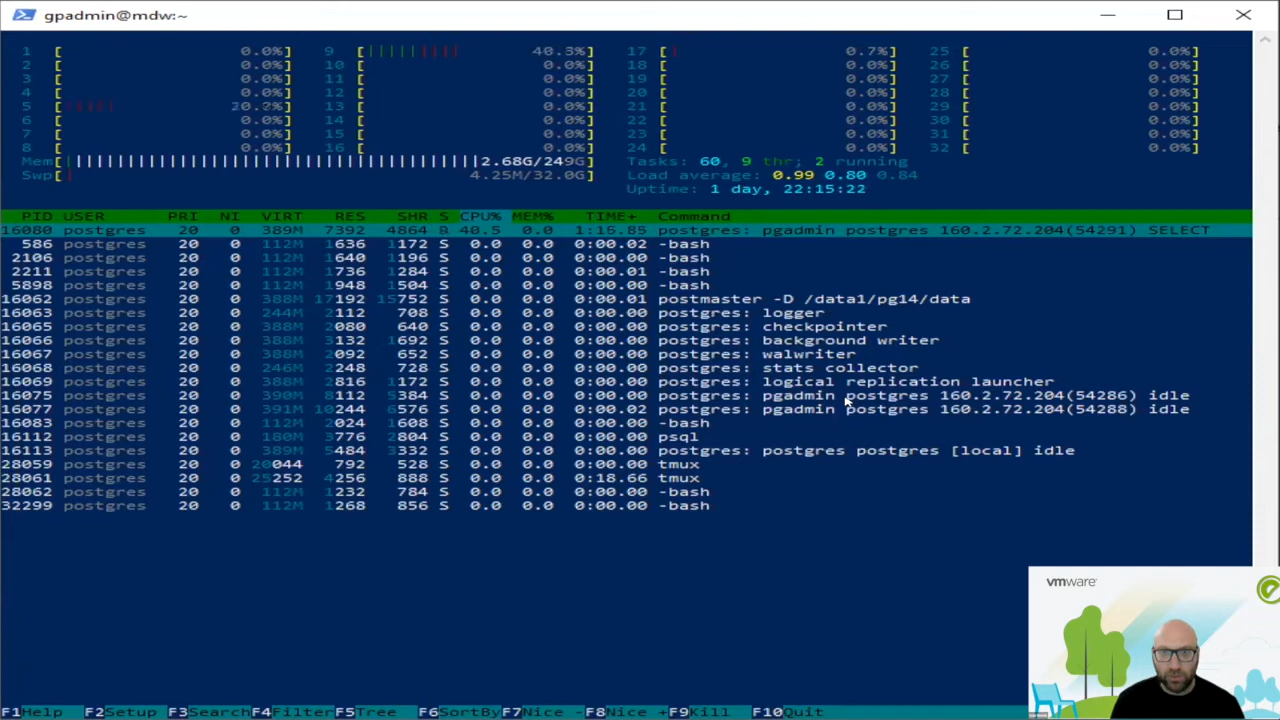 gpadmin@mdw:~
1 [ 0.0%] 9 [|||||||||| 40.3%] 17 [| 0.7%] 25 [ 0.0%]
2 [ 0.0%] 10 [ 0.0%] 18 [ 0.0%] 26 [ 0.0%]
3 [ 0.0%] 11 [ 0.0%] 19 [ 0.0%] 27 [ 0.0%]
4 [ 0.0%] 12 [ 0.0%] 20 [ 0.0%] 28 [ 0.0%]
5 [||||| 20.2%] 13 [ 0.0%] 21 [ 0.0%] 29 [ 0.0%]
6 [ 0.0%] 14 [ 0.0%] 22 [ 0.0%] 30 [ 0.0%]
7 [ 0.0%] 15 [ 0.0%] 23 [ 0.0%] 31 [ 0.0%]
8 [ 0.0%] 16 [ 0.0%] 24 [ 0.0%] 32 [ 0.0%]
Mem[||||||||||||||||||||||||||||||||||||||||2.68G/249G] Tasks: 60, 9 thr; 2 running
Swp[| 4.25M/32.0G] Load average: 0.99 0.80 0.84
Uptime: 1 day, 22:15:22
PID USER PRI NI VIRT RES SHR S CPU% MEM% TIME+ Command
16080 postgres 20 0 389M 7392 4864 R 40.5 0.0 1:15.85 postgres: pgadmin postgres 160.2.72.204(54291) SELECT
586 postgres 20 0 112M 1636 1172 S 0.0 0.0 0:00.02 -bash
2106 postgres 20 0 112M 1640 1196 S 0.0 0.0 0:00.00 -bash
2211 postgres 20 0 112M 1736 1284 S 0.0 0.0 0:00.01 -bash
5898 postgres 20 0 112M 1948 1504 S 0.0 0.0 0:00.00 -bash
16062 postgres 20 0 388M 17192 15752 S 0.0 0.0 0:00.01 postmaster -D /data1/pg14/data
16063 postgres 20 0 244M 2112 708 S 0.0 0.0 0:00.00 postgres: logger
16065 postgres 20 0 388M 2080 640 S 0.0 0.0 0:00.00 postgres: checkpointer
16066 postgres 20 0 388M 3132 1692 S 0.0 0.0 0:00.00 postgres: background writer
16067 postgres 20 0 388M 2092 652 S 0.0 0.0 0:00.00 postgres: walwriter
16068 postgres 20 0 246M 2248 728 S 0.0 0.0 0:00.00 postgres: stats collector
16069 postgres 20 0 388M 2816 1172 S 0.0 0.0 0:00.00 postgres: logical replication launcher
16075 postgres 20 0 390M 8112 5384 S 0.0 0.0 0:00.00 postgres: pgadmin postgres 160.2.72.204(54286) idle
16077 postgres 20 0 391M 10244 6576 S 0.0 0.0 0:00.02 postgres: pgadmin postgres 160.2.72.204(54288) idle
16083 postgres 20 0 112M 2024 1608 S 0.0 0.0 0:00.00 -bash
16112 postgres 20 0 180M 3776 2804 S 0.0 0.0 0:00.00 psql
16113 postgres 20 0 389M 5484 3332 S 0.0 0.0 0:00.00 postgres: postgres postgres [local] idle
28059 postgres 20 0 20044 792 528 S 0.0 0.0 0:00.00 tmux
28061 postgres 20 0 25252 4256 888 S 0.0 0.0 0:18.66 tmux
28062 postgres 20 0 112M 1232 784 S 0.0 0.0 0:00.00 -bash
32299 postgres 20 0 112M 1268 856 S 0.0 0.0 0:00.00 -bash
vmware
F1Help F2Setup F3SearchF4FilterF5Tree F6SortByF7Nice -F8Nice +F9Kill F10Quit